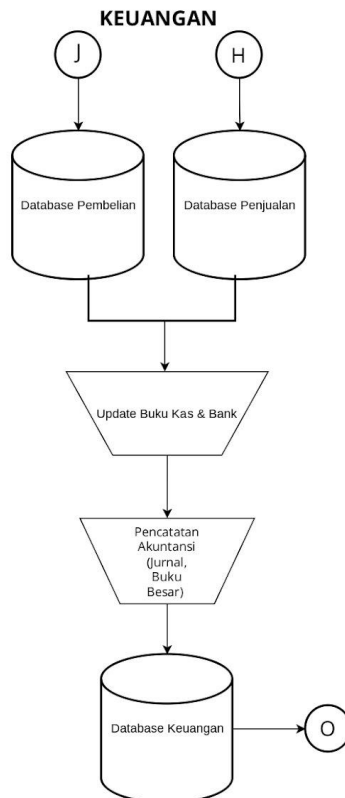 KEUANGAN
J
H
Database Pembelian
Database Penjualan
Update Buku Kas & Bank
Pencatatan
Akuntansi
(Jurnal,
Buku
Besar)
Database Keuangan
O